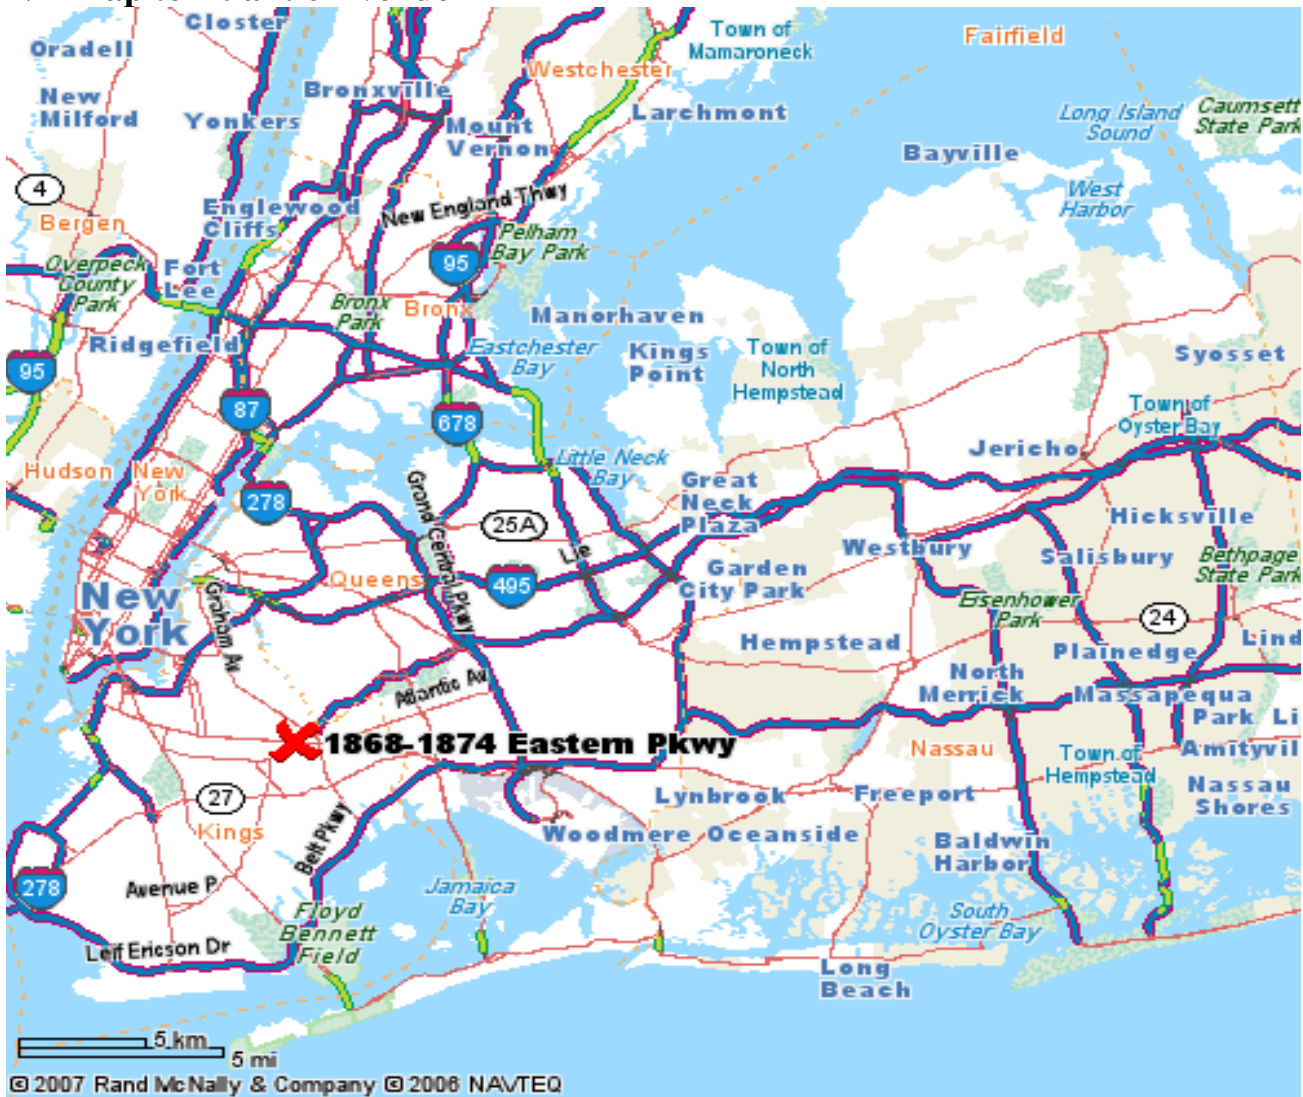 Closter
Oradell
Town of
Mamaroneck
Fairfield
Westchester
New
Milford
Bronxville
Yonkers
Larchmont
Mount
Vernon
Long Island
Sound
Caumsett
State Park
Bayville
4
Bergen
Englewood
Cliffs
New England Thwy
West
Harbor
Overpeck
County
Park
Fort
Lee
95
Pelham
Bay Park
Bronx
Park
Bronx
Manorhaven
Ridgefield
Eastchester
Bay
Kings
Point
Town of
North
Hempstead
Syosset
95
87
678
Town of
Oyster Bay
Jericho
Hudson
New
York
Little Neck
Bay
Great
Neck
Plaza
278
Grand Central Pkwy
25A
Hicksville
Lie
Westbury
Salisbury
Bethpage
State Park
Queens
495
Garden
City Park
New
York
Graham Av
Eisenhower
Park
24
Hempstead
Lind
Plainedge
North
Merrick
Atlantic Av
Massapequa
Park
Li
1868-1874 Eastern Pkwy
Nassau
Amityvil
Town of
Hempstead
Nassau
Shores
27
Kings
Belt Pkwy
Lynbrook
Freeport
Woodmere
Oceanside
Baldwin
Harbor
278
Avenue P
Jamaica
Bay
Floyd
Bennett
Field
South
Oyster Bay
Leif Ericson Dr
Long
Beach
5 km
5 mi
© 2007 Rand McNally & Company © 2006 NAVTEQ